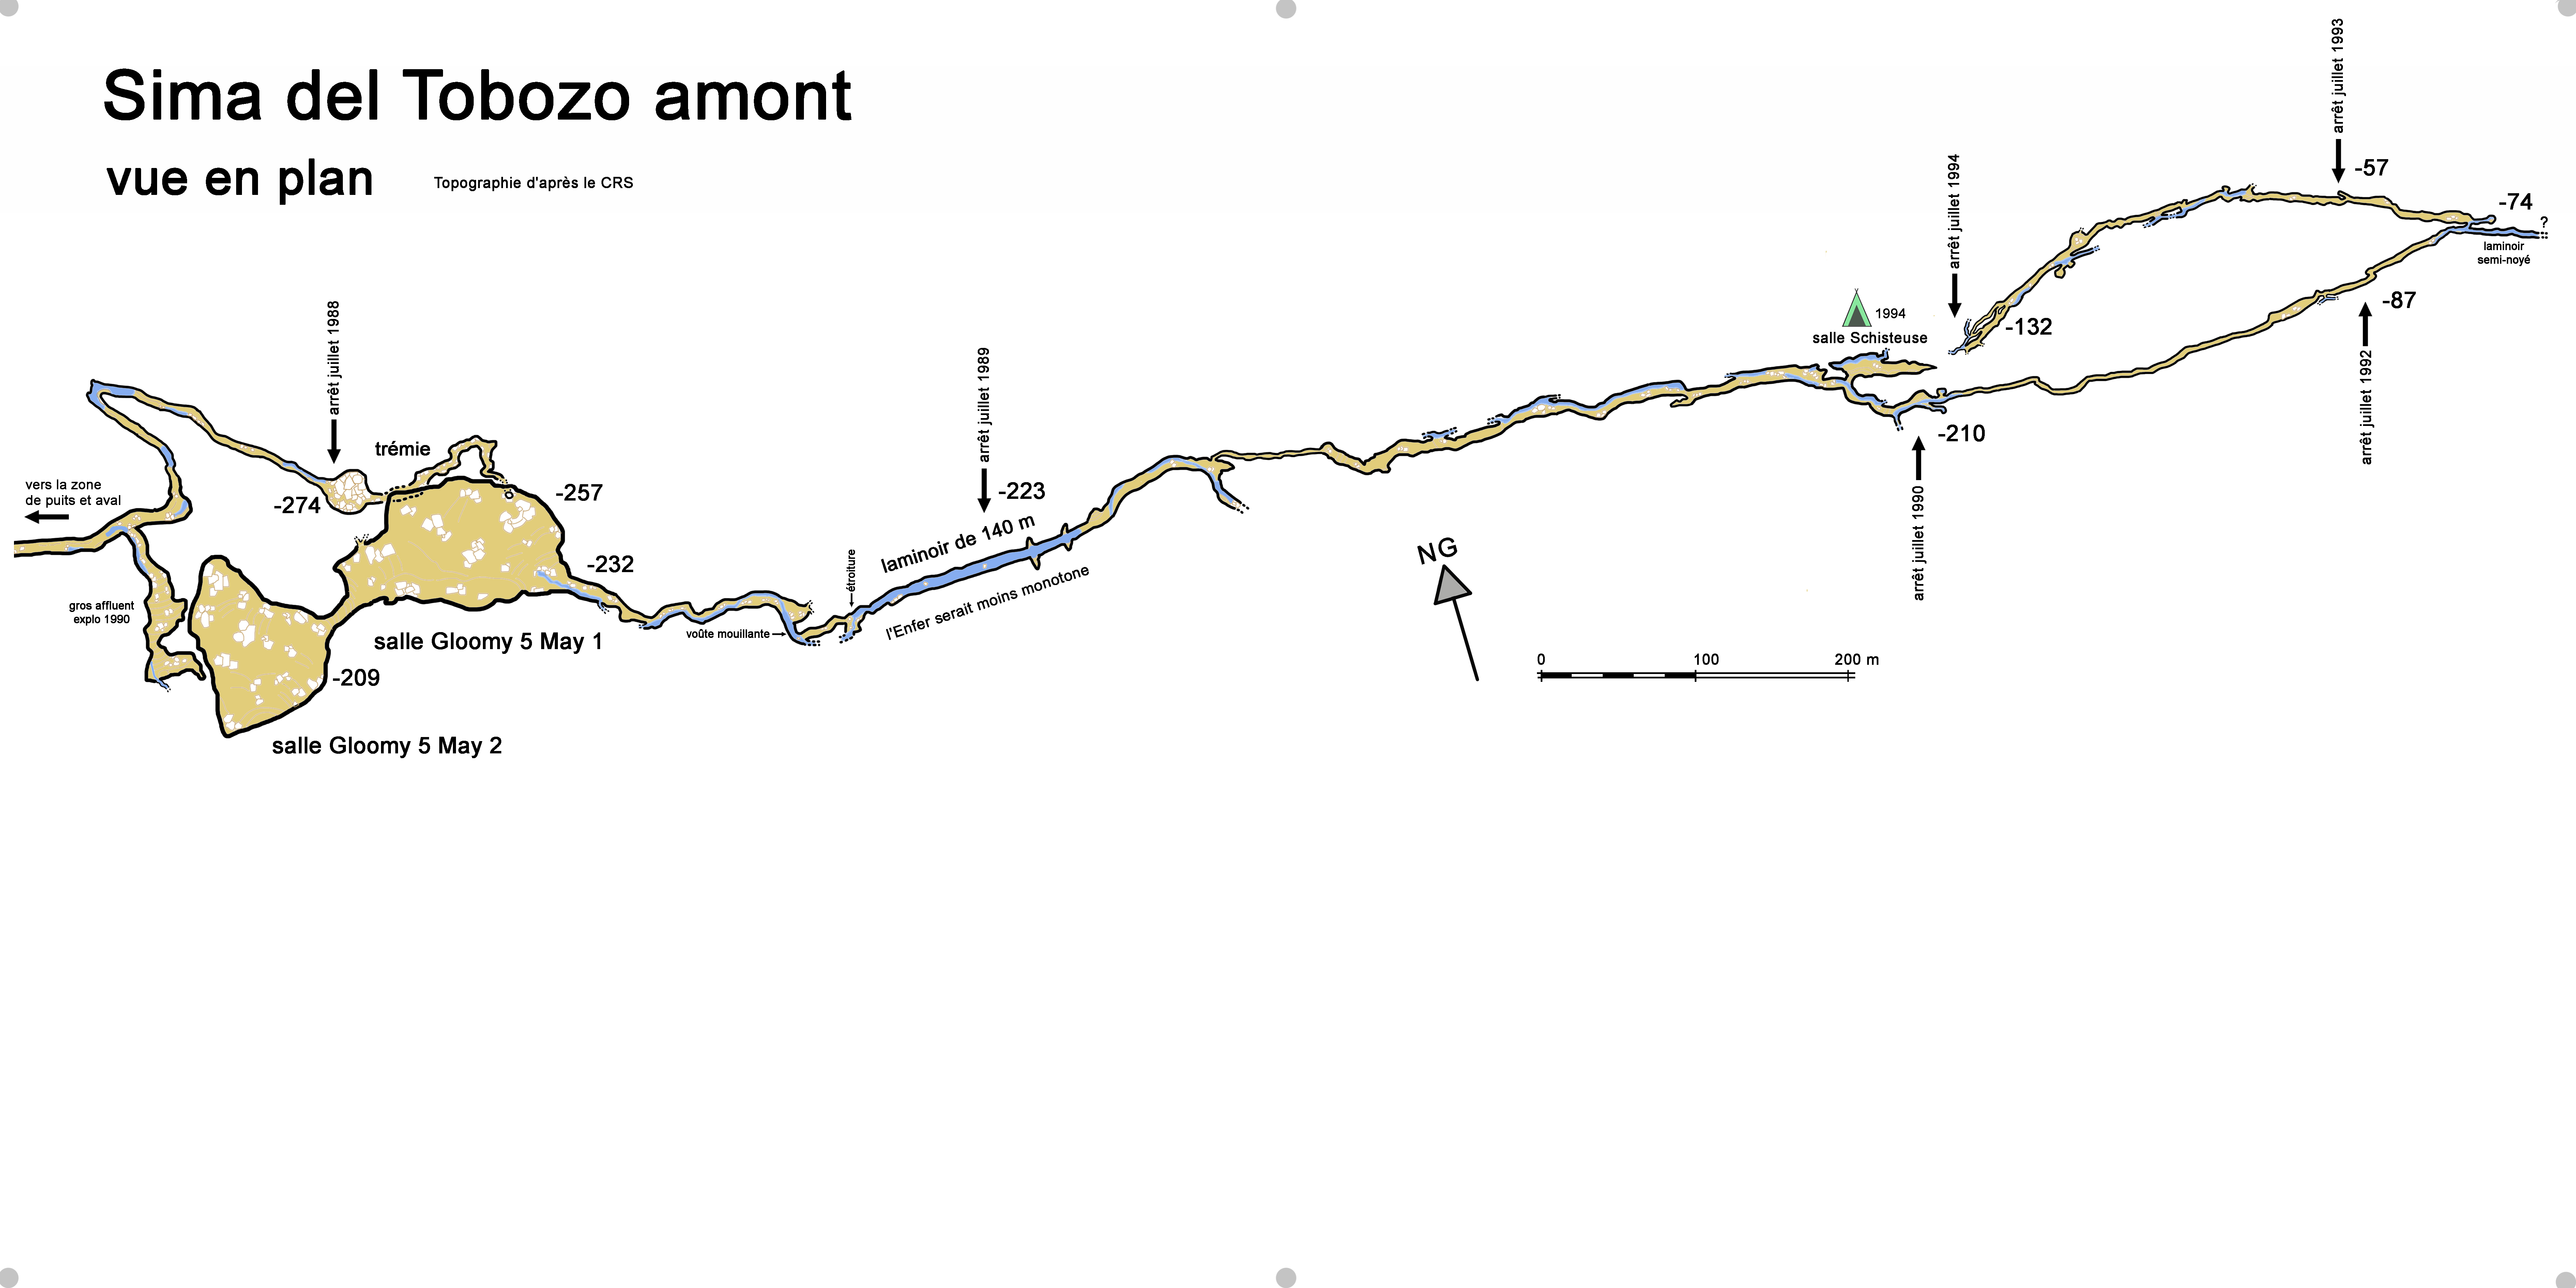 Sima del Tobozo amont
vue en plan
Topographie d'après le CRS
arrêt juillet 1993
-57
-74
?
laminoir
semi-noyé
arrêt juillet 1994
-132
-87
arrêt juillet 1992
1994
salle Schisteuse
-210
arrêt juillet 1990
arrêt juillet 1988
trémie
-274
-257
vers la zone
de puits et aval
-232
gros affluent
explo 1990
salle Gloomy 5 May 1
-209
salle Gloomy 5 May 2
voûte mouillante
étroiture
arrêt juillet 1989
-223
laminoir de 140 m
l'Enfer serait moins monotone
NG
0 100 200 m